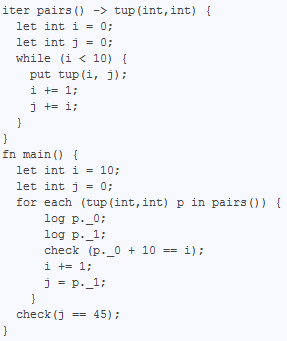 iter pairs() -> tup(int,int) {
  let int i = 0;
  let int j = 0;
  while (i < 10) {
    put tup(i, j);
    i += 1;
    j += i;
  }
}
fn main() {
  let int i = 10;
  let int j = 0;
  for each (tup(int,int) p in pairs()) {
      log p._0;
      log p._1;
      check (p._0 + 10 == i);
      i += 1;
      j = p._1;
    }
  check(j == 45);
}